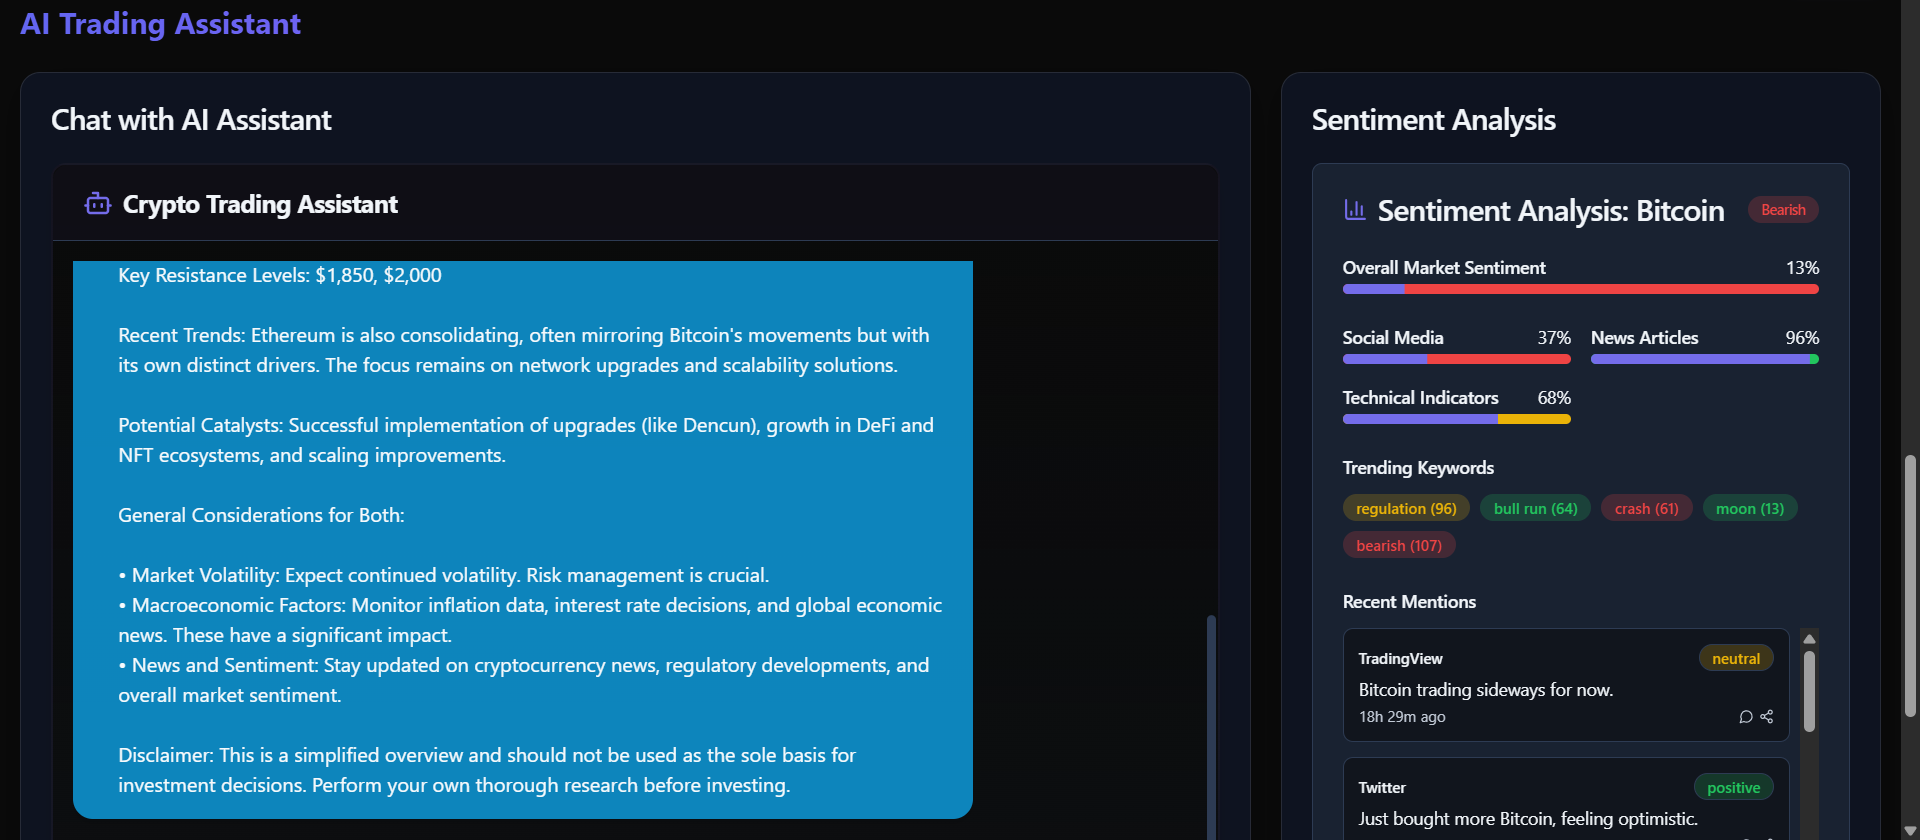 AI Trading Assistant
Chat with AI Assistant
Crypto Trading Assistant
Key Resistance Levels: $1,850, $2,000
Recent Trends: Ethereum is also consolidating, often mirroring Bitcoin's movements but with
its own distinct drivers. The focus remains on network upgrades and scalability solutions.
Potential Catalysts: Successful implementation of upgrades (like Dencun), growth in DeFi and
NFT ecosystems, and scaling improvements.
General Considerations for Both:
• Market Volatility: Expect continued volatility. Risk management is crucial.
• Macroeconomic Factors: Monitor inflation data, interest rate decisions, and global economic
news. These have a significant impact.
• News and Sentiment: Stay updated on cryptocurrency news, regulatory developments, and
overall market sentiment.
Disclaimer: This is a simplified overview and should not be used as the sole basis for
investment decisions. Perform your own thorough research before investing.
Sentiment Analysis
Sentiment Analysis: Bitcoin Bearish
Overall Market Sentiment 13%
Social Media 37% News Articles 96%
Technical Indicators 68%
Trending Keywords
regulation (96) bull run (64) crash (61) moon (13)
bearish (107)
Recent Mentions
TradingView neutral
Bitcoin trading sideways for now.
18h 29m ago
Twitter positive
Just bought more Bitcoin, feeling optimistic.